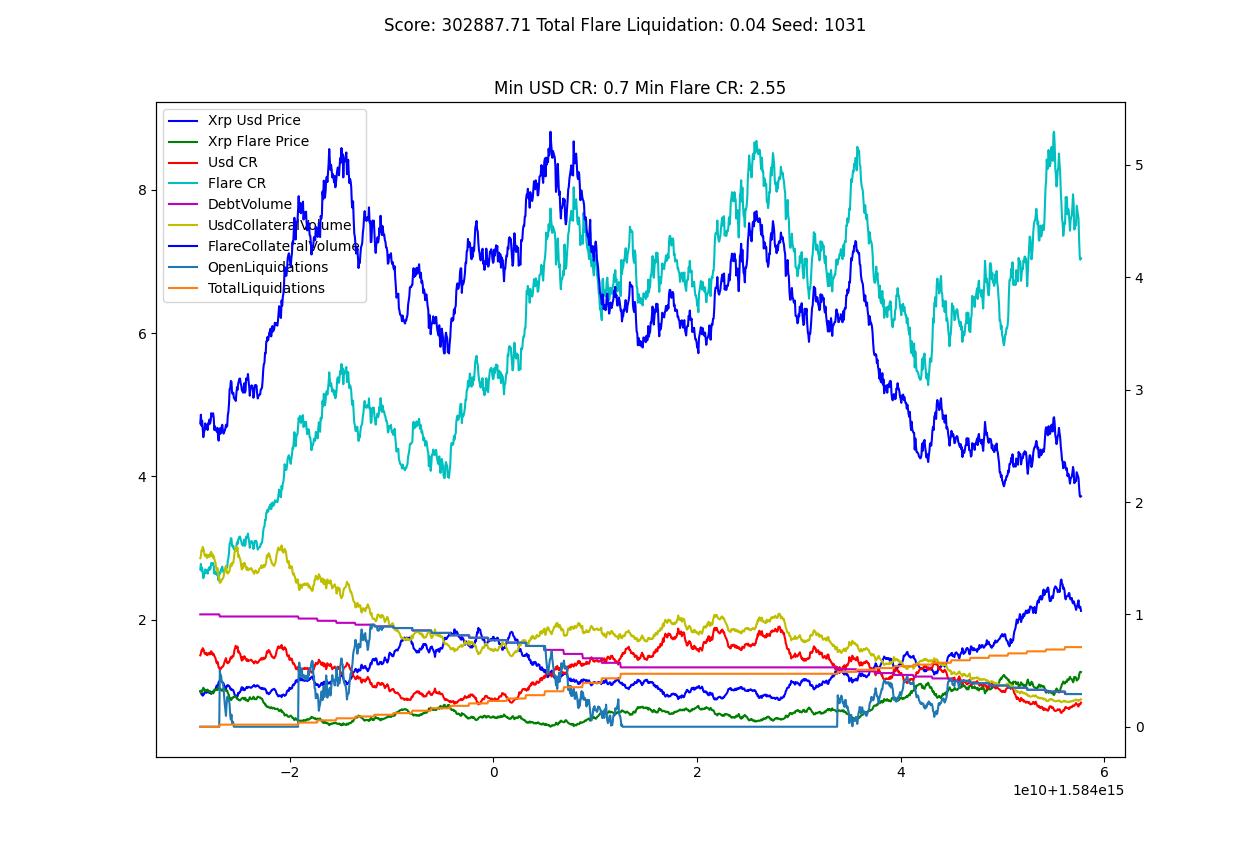 Score: 302887.71 Total Flare Liquidation: 0.04 Seed: 1031
Min USD CR: 0.7 Min Flare CR: 2.55
Xrp Usd Price
Xrp Flare Price
Usd CR
Flare CR
DebtVolume
UsdCollateralVolume
FlareCollateralVolume
OpenLiquidations
TotalLiquidations
8
6
4
2
5
4
3
2
1
0
−2
0
2
4
6
1e10+1.584e15